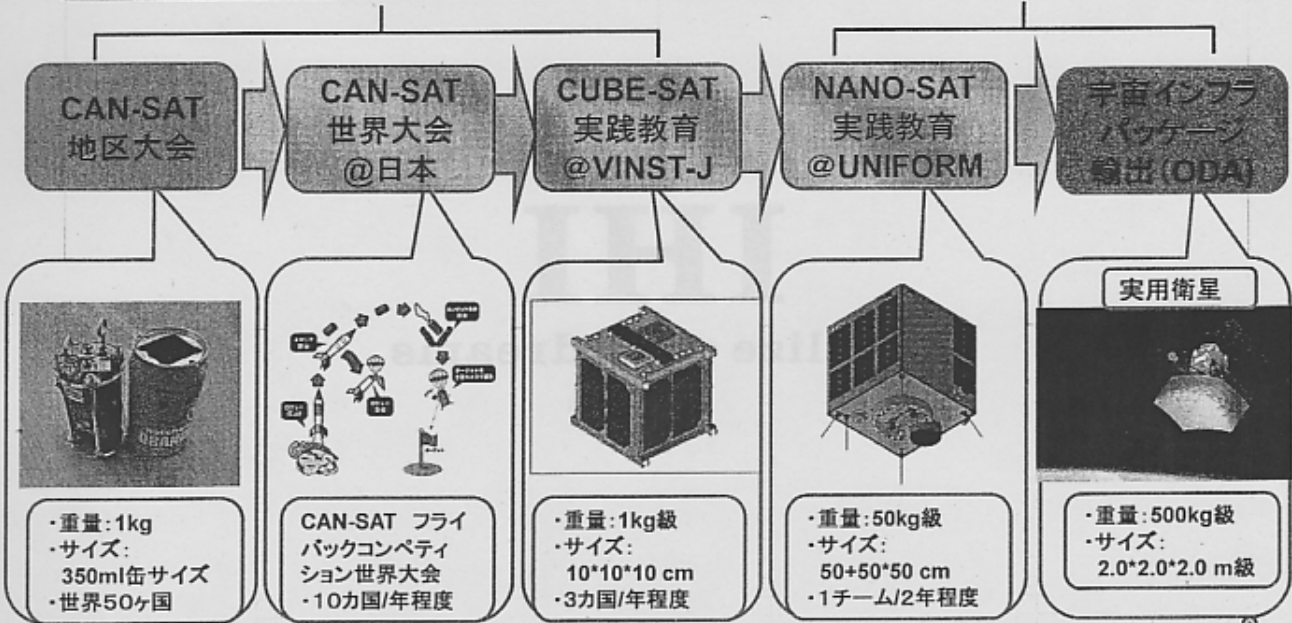 CAN-SAT
地区大会
CAN-SAT
世界大会
@日本
CUBE-SAT
実践教育
@VINST-J
NANO-SAT
実践教育
@UNIFORM
宇宙インフラ
パッケージ
輸出(ODA)
実用衛星
・重量:1kg
・サイズ:
350ml缶サイズ
・世界50ヶ国
CAN-SAT フライ
バックコンペティ
ション世界大会
・10カ国/年程度
・重量:1kg級
・サイズ:
10*10*10 cm
・3カ国/年程度
・重量:50kg級
・サイズ:
50+50*50 cm
・1チーム/2年程度
・重量:500kg級
・サイズ:
2.0*2.0*2.0 m級